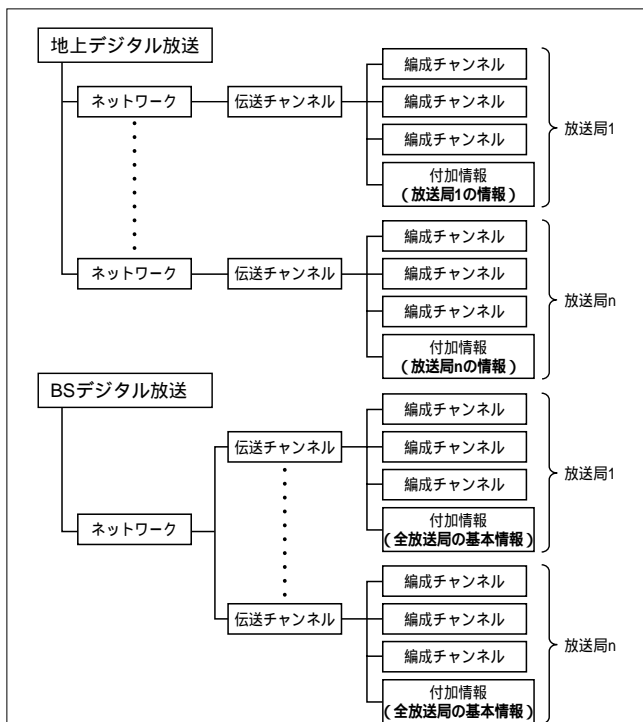 地上デジタル放送
ネットワーク
伝送チャンネル
編成チャンネル
編成チャンネル
編成チャンネル
付加情報
(放送局1の情報)
放送局1
ネットワーク
伝送チャンネル
編成チャンネル
編成チャンネル
編成チャンネル
付加情報
(放送局nの情報)
放送局n
BSデジタル放送
ネットワーク
伝送チャンネル
編成チャンネル
編成チャンネル
編成チャンネル
付加情報
(全放送局の基本情報)
放送局1
伝送チャンネル
編成チャンネル
編成チャンネル
編成チャンネル
付加情報
(全放送局の基本情報)
放送局n